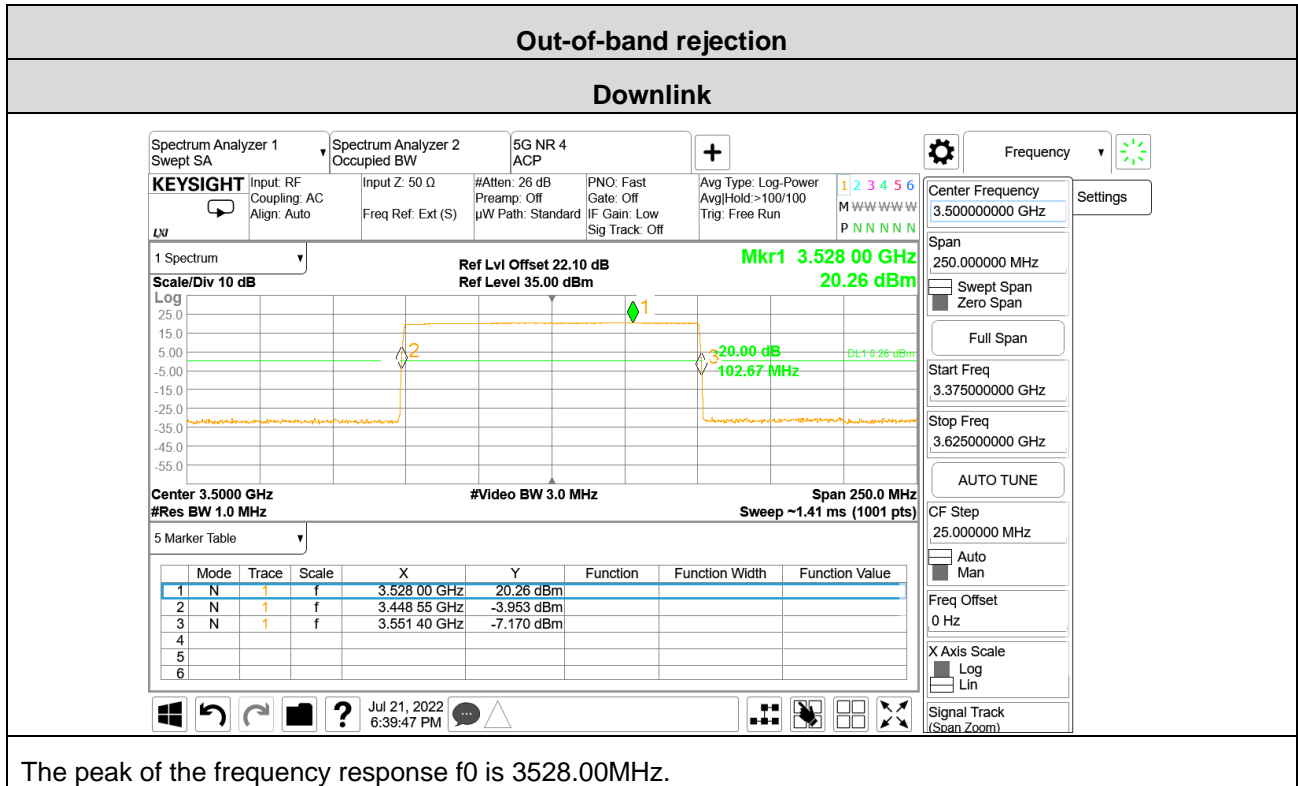 Out-of-band rejection
Downlink
Spectrum Analyzer 1
Swept SA
Spectrum Analyzer 2
Occupied BW
5G NR 4
ACP
Frequency
KEYSIGHT
LXI
Input: RF
Coupling: AC
Align: Auto
Input Z: 50 Ω
Freq Ref: Ext (S)
#Atten: 26 dB
Preamp: Off
µW Path: Standard
PNO: Fast
Gate: Off
IF Gain: Low
Sig Track: Off
Avg Type: Log-Power
Avg|Hold:>100/100
Trig: Free Run
1 2 3 4 5 6
M W W W W W
P N N N N N
Center Frequency
3.500000000 GHz
Settings
1 Spectrum
Scale/Div 10 dB
Ref Lvl Offset 22.10 dB
Ref Level 35.00 dBm
Mkr1 3.528 00 GHz
20.26 dBm
Span
250.000000 MHz
Swept Span
Zero Span
Full Span
Start Freq
3.375000000 GHz
Stop Freq
3.625000000 GHz
AUTO TUNE
CF Step
25.000000 MHz
Auto
Man
Freq Offset
0 Hz
X Axis Scale
Log
Lin
Signal Track
(Span Zoom)
Log
25.0
15.0
5.00
-5.00
-15.0
-25.0
-35.0
-45.0
-55.0
1
2
3
-20.00 dB
102.67 MHz
DL1 0.26 dBm
Center 3.5000 GHz
#Res BW 1.0 MHz
#Video BW 3.0 MHz
Span 250.0 MHz
Sweep ~1.41 ms (1001 pts)
5 Marker Table
Mode Trace Scale X Y Function Function Width Function Value
1 N 1 f 3.528 00 GHz 20.26 dBm
2 N 1 f 3.448 55 GHz -3.953 dBm
3 N 1 f 3.551 40 GHz -7.170 dBm
4
5
6
?
Jul 21, 2022
6:39:47 PM
The peak of the frequency response f0 is 3528.00MHz.